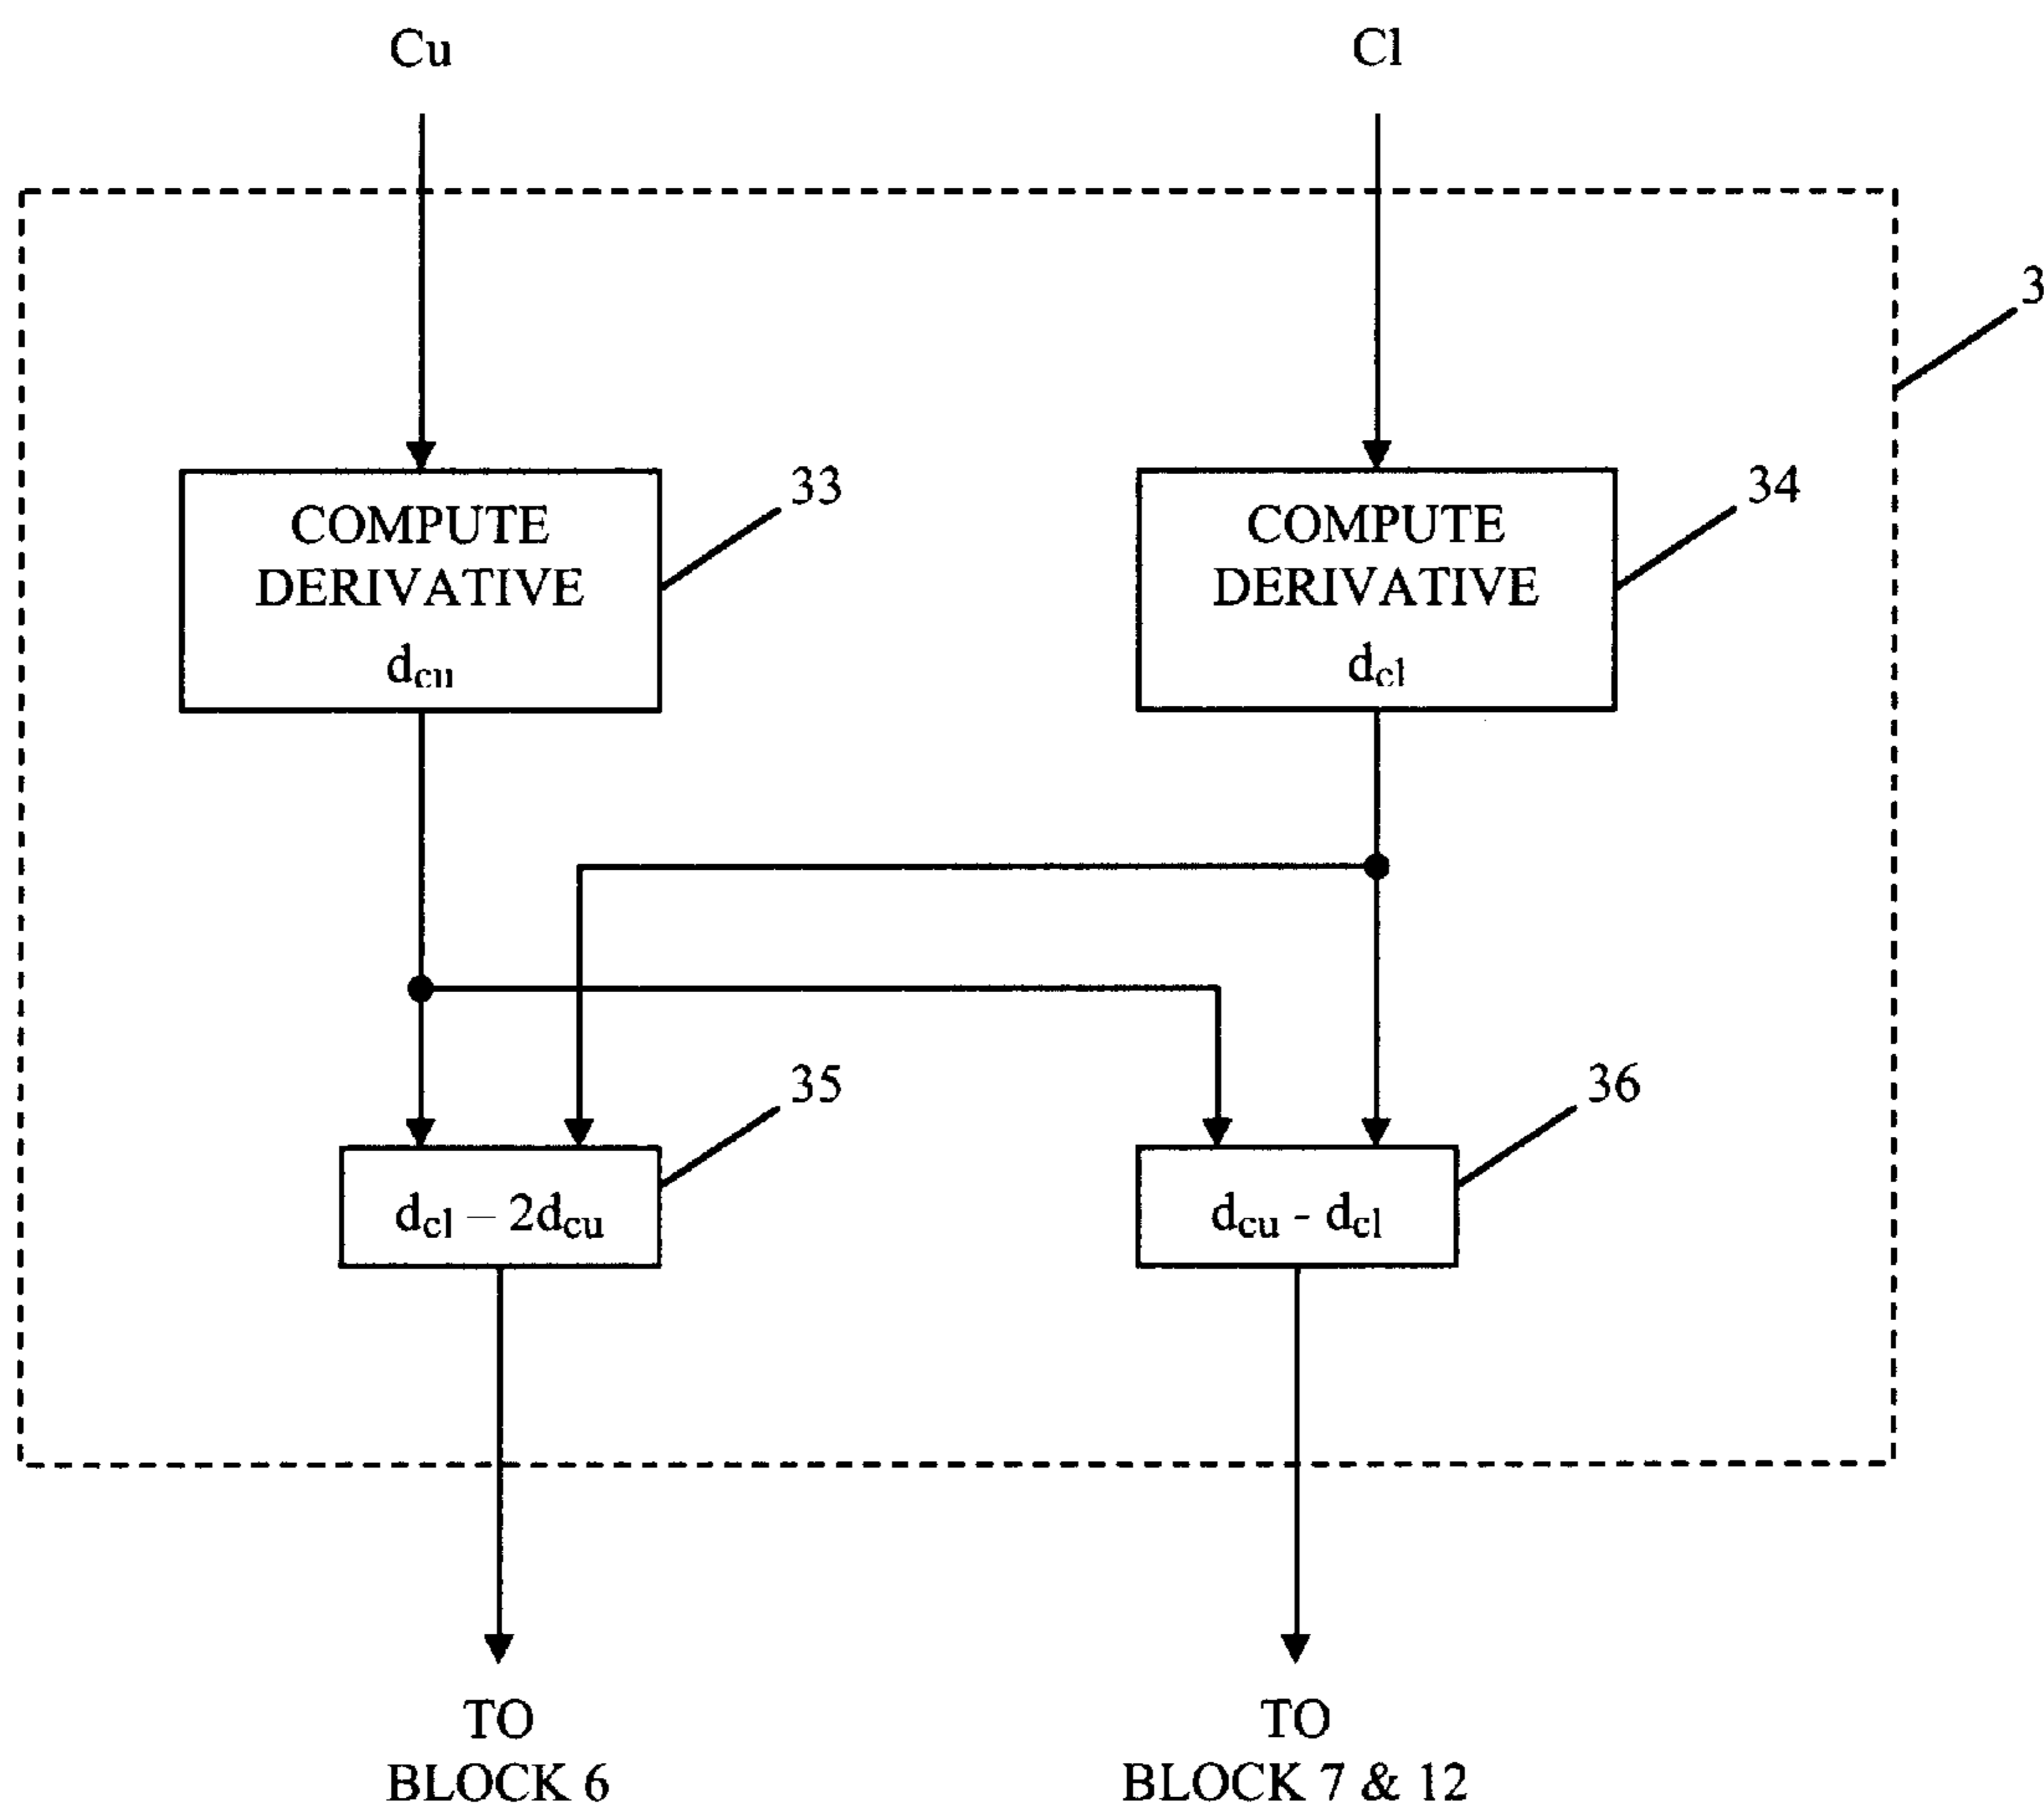 Cu
Cl
3
33
34
COMPUTE
DERIVATIVE
dcu
COMPUTE
DERIVATIVE
dcl
35
36
dcl – 2dcu
dcu - dcl
TO
BLOCK 6
TO
BLOCK 7 & 12